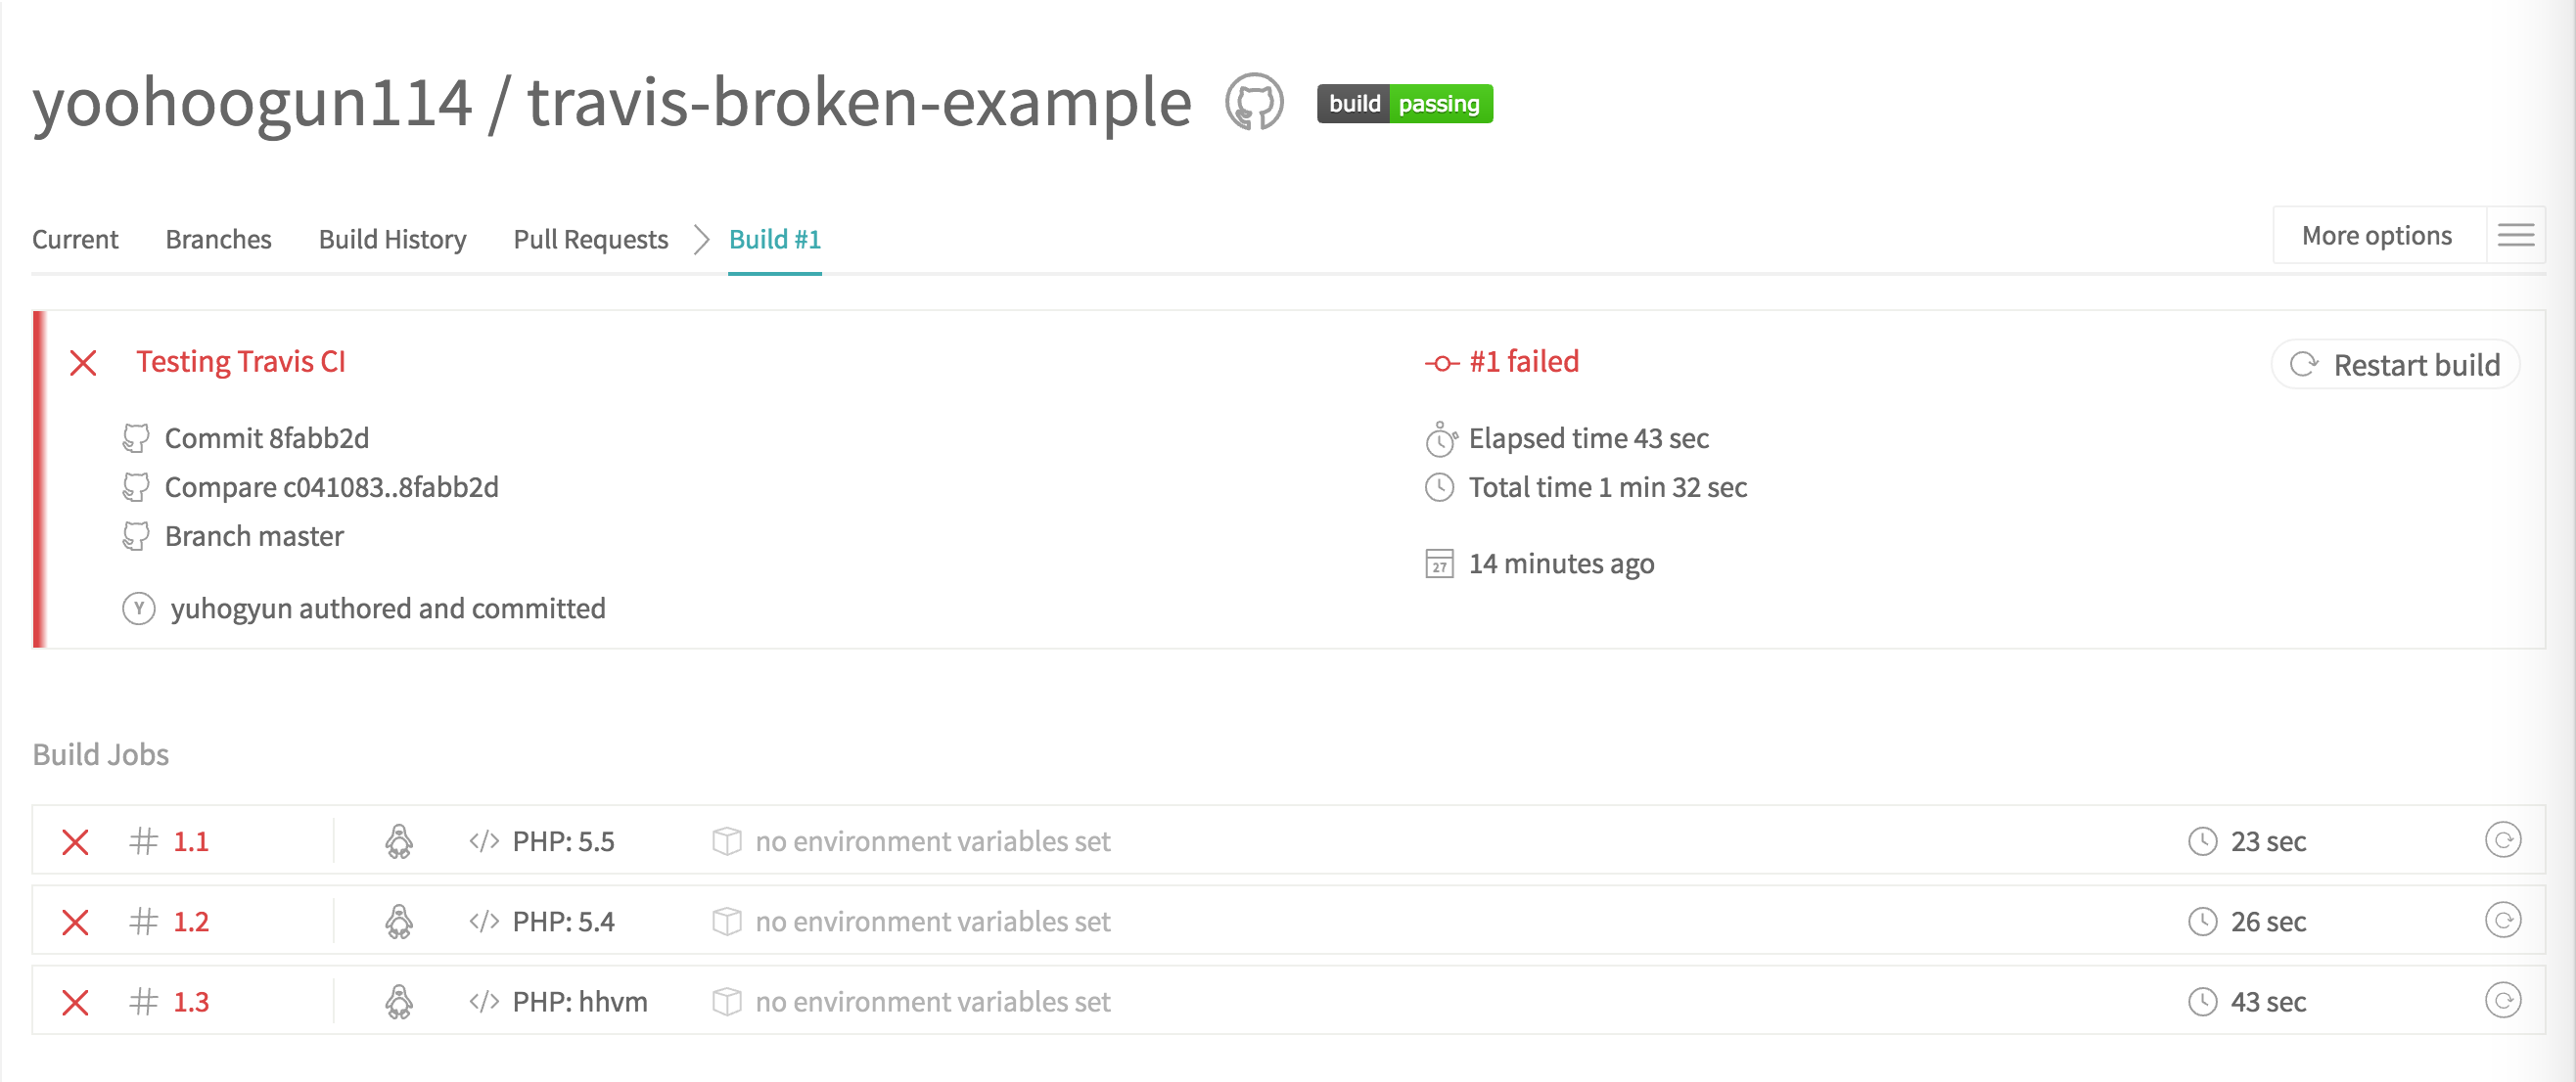 yoohoogun114 / travis-broken-example build passing
Current Branches Build History Pull Requests Build #1 More options
Testing Travis CI
Commit 8fabb2d
Compare c041083..8fabb2d
Branch master
Y yuhogyun authored and committed
#1 failed
Elapsed time 43 sec
Total time 1 min 32 sec
27 14 minutes ago
Restart build
Build Jobs
# 1.1 </> PHP: 5.5 no environment variables set 23 sec
# 1.2 </> PHP: 5.4 no environment variables set 26 sec
# 1.3 </> PHP: hhvm no environment variables set 43 sec